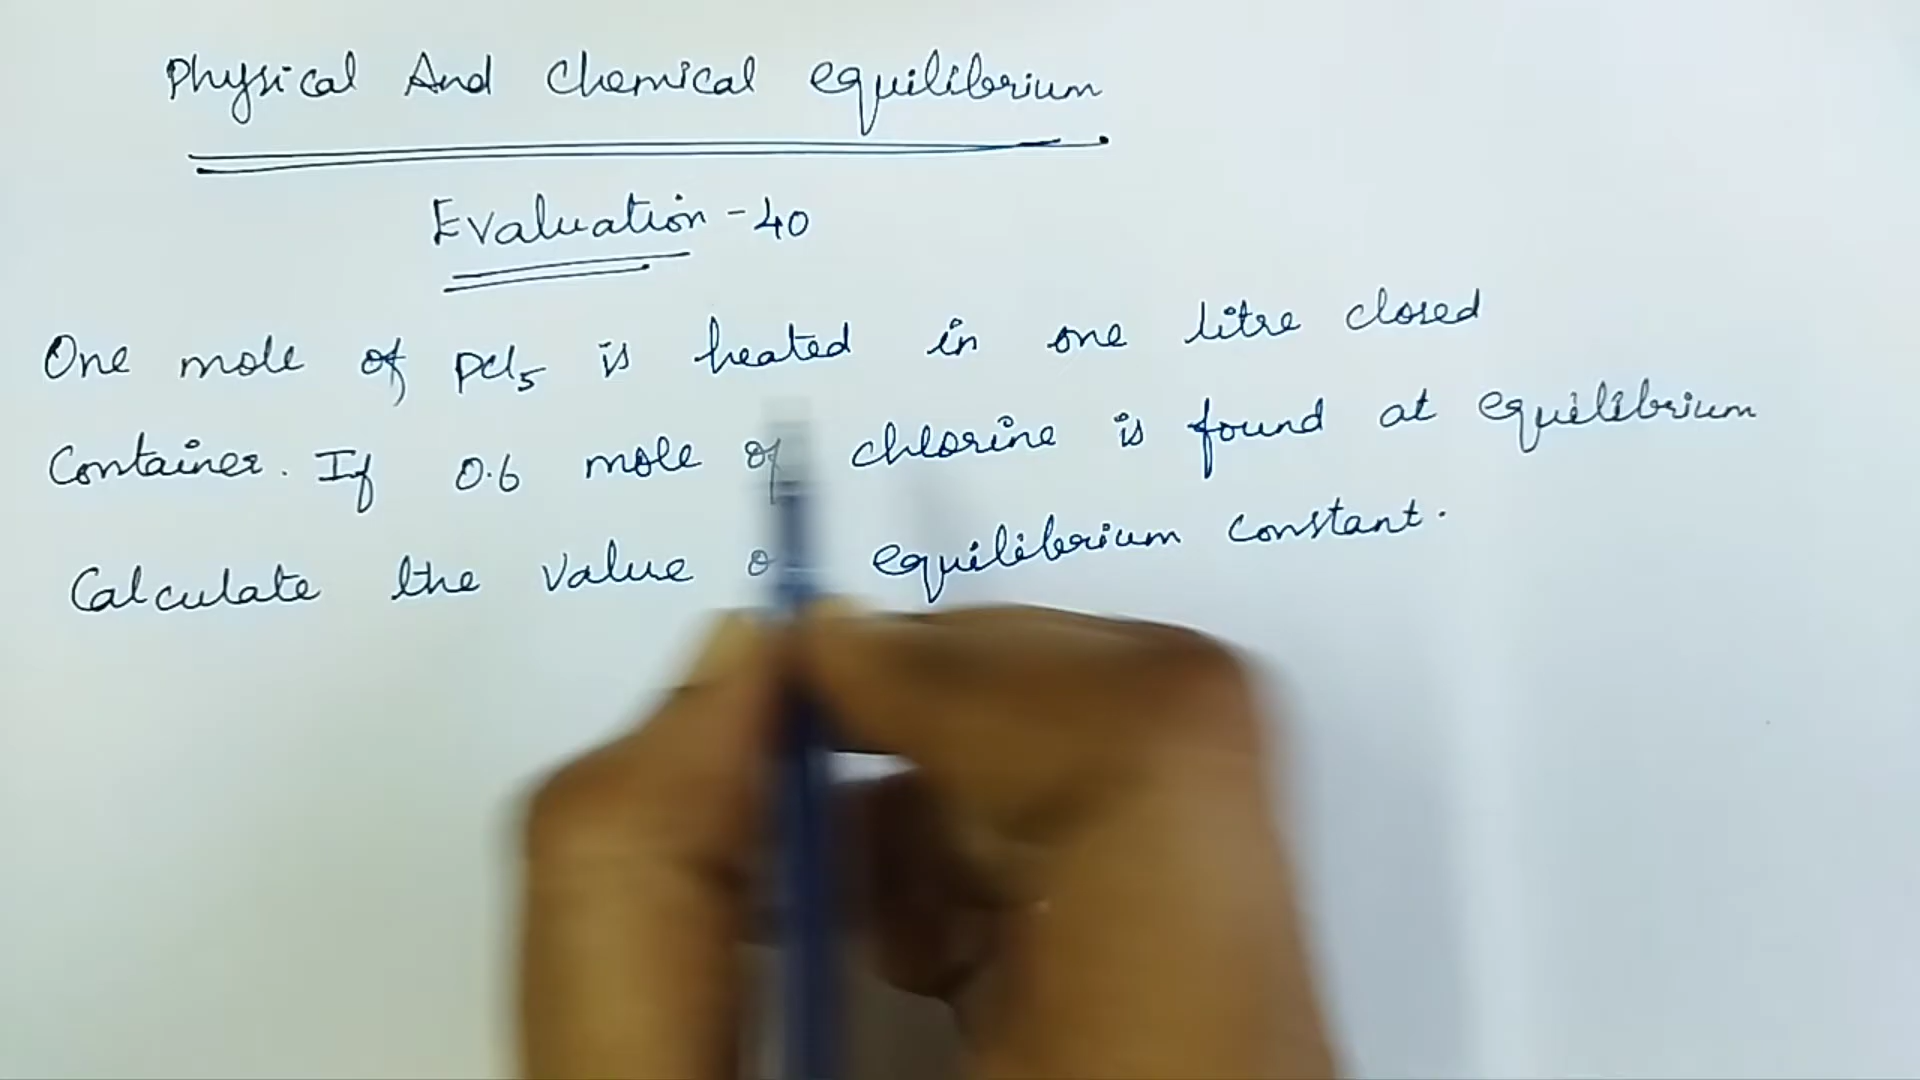 Physical And Chemical equilibrium
Evaluation - 40
One mole of PCl5 is heated in one litre closed
Container. If 0.6 mole of chlorine is found at equilibrium
Calculate the value equilibrium constant.